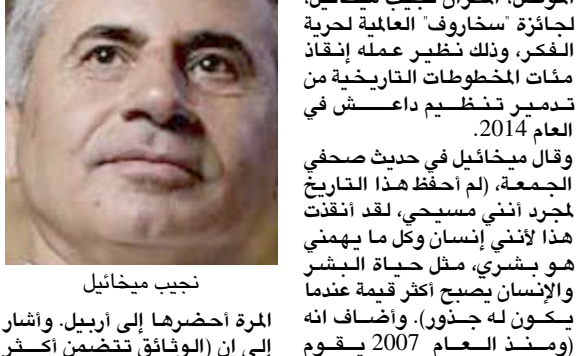 الموصل، المطران نجيب ميخائيل،
لجائزة "سخاروف" العالمية لحرية
الفكر، وذلك نظير عمله إنقاذ
مئات المخطوطات التاريخية من
تدمير تنظيم داعش في
العام 2014.
وقال ميخائيل في حديث صحفي
الجمعة، (لم أحفظ هذا التاريخ
لمجرد أنني مسيحي، لقد أنقذت
هذا لأنني إنسان وكل ما يهمني
هو بشري، مثل حياة البشر
والإنسان يصبح أكثر قيمة عندما
يكون له جذور). وأضاف انه
(ومنذ العام 2007 يقوم
نجيب ميخائيل
المرة أحضرها إلى أربيل. وأشار
إلى ان (الوثائق تتضمن أكثر